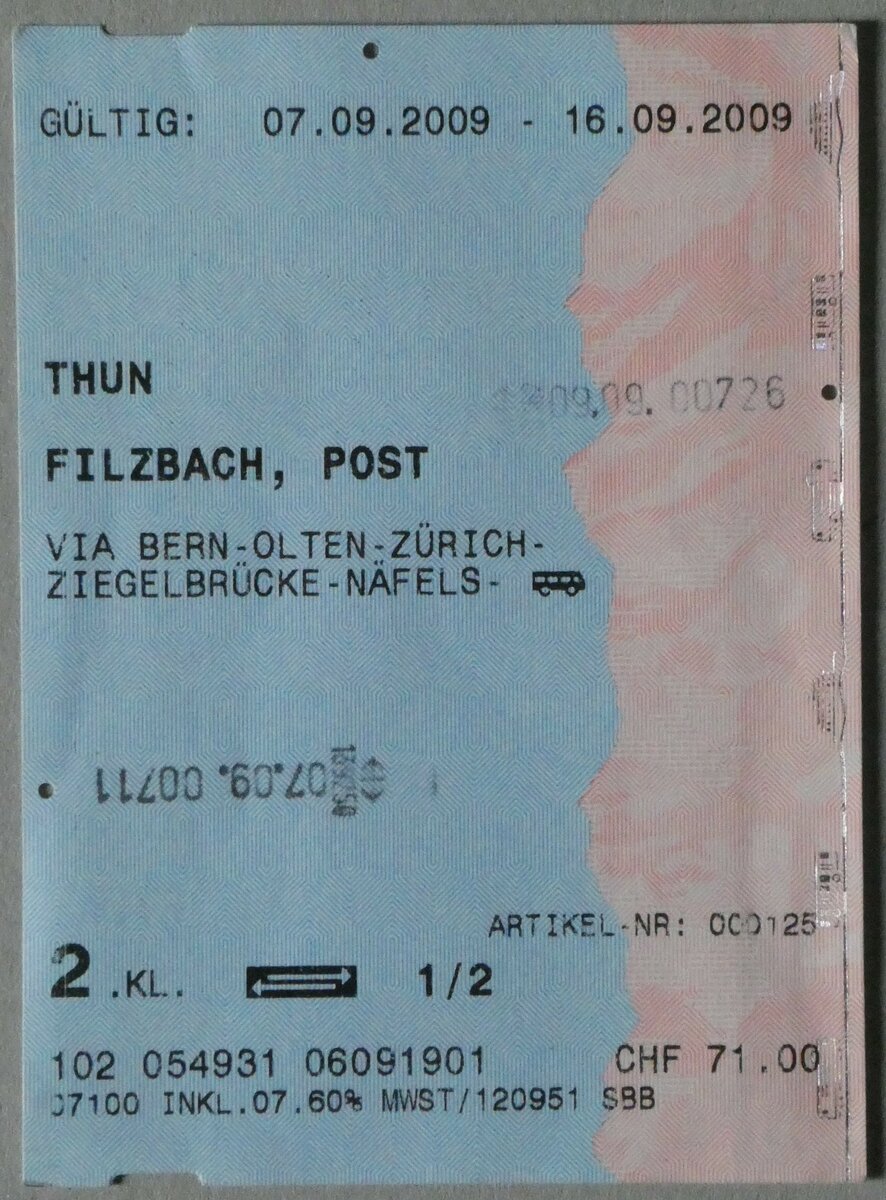 GÜLTIG: 07.09.2009 - 16.09.2009
THUN
09.09. 00726
FILZBACH, POST
VIA BERN-OLTEN-ZÜRICH-
ZIEGELBRÜCKE-NÄFELS-
07.09. 00711
ARTIKEL-NR: 000125
2.KL. 1/2
102 054931 06091901 CHF 71.00
07100 INKL.07.60% MWST/120951 SBB